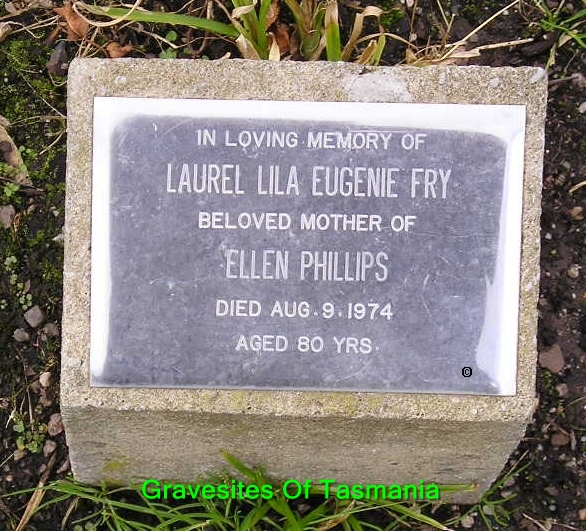 IN LOVING MEMORY OF
LAUREL LILA EUGENIE FRY
BELOVED MOTHER OF
ELLEN PHILLIPS
DIED AUG. 9. 1974
AGED 80 YRS.
©
Gravesites Of Tasmania